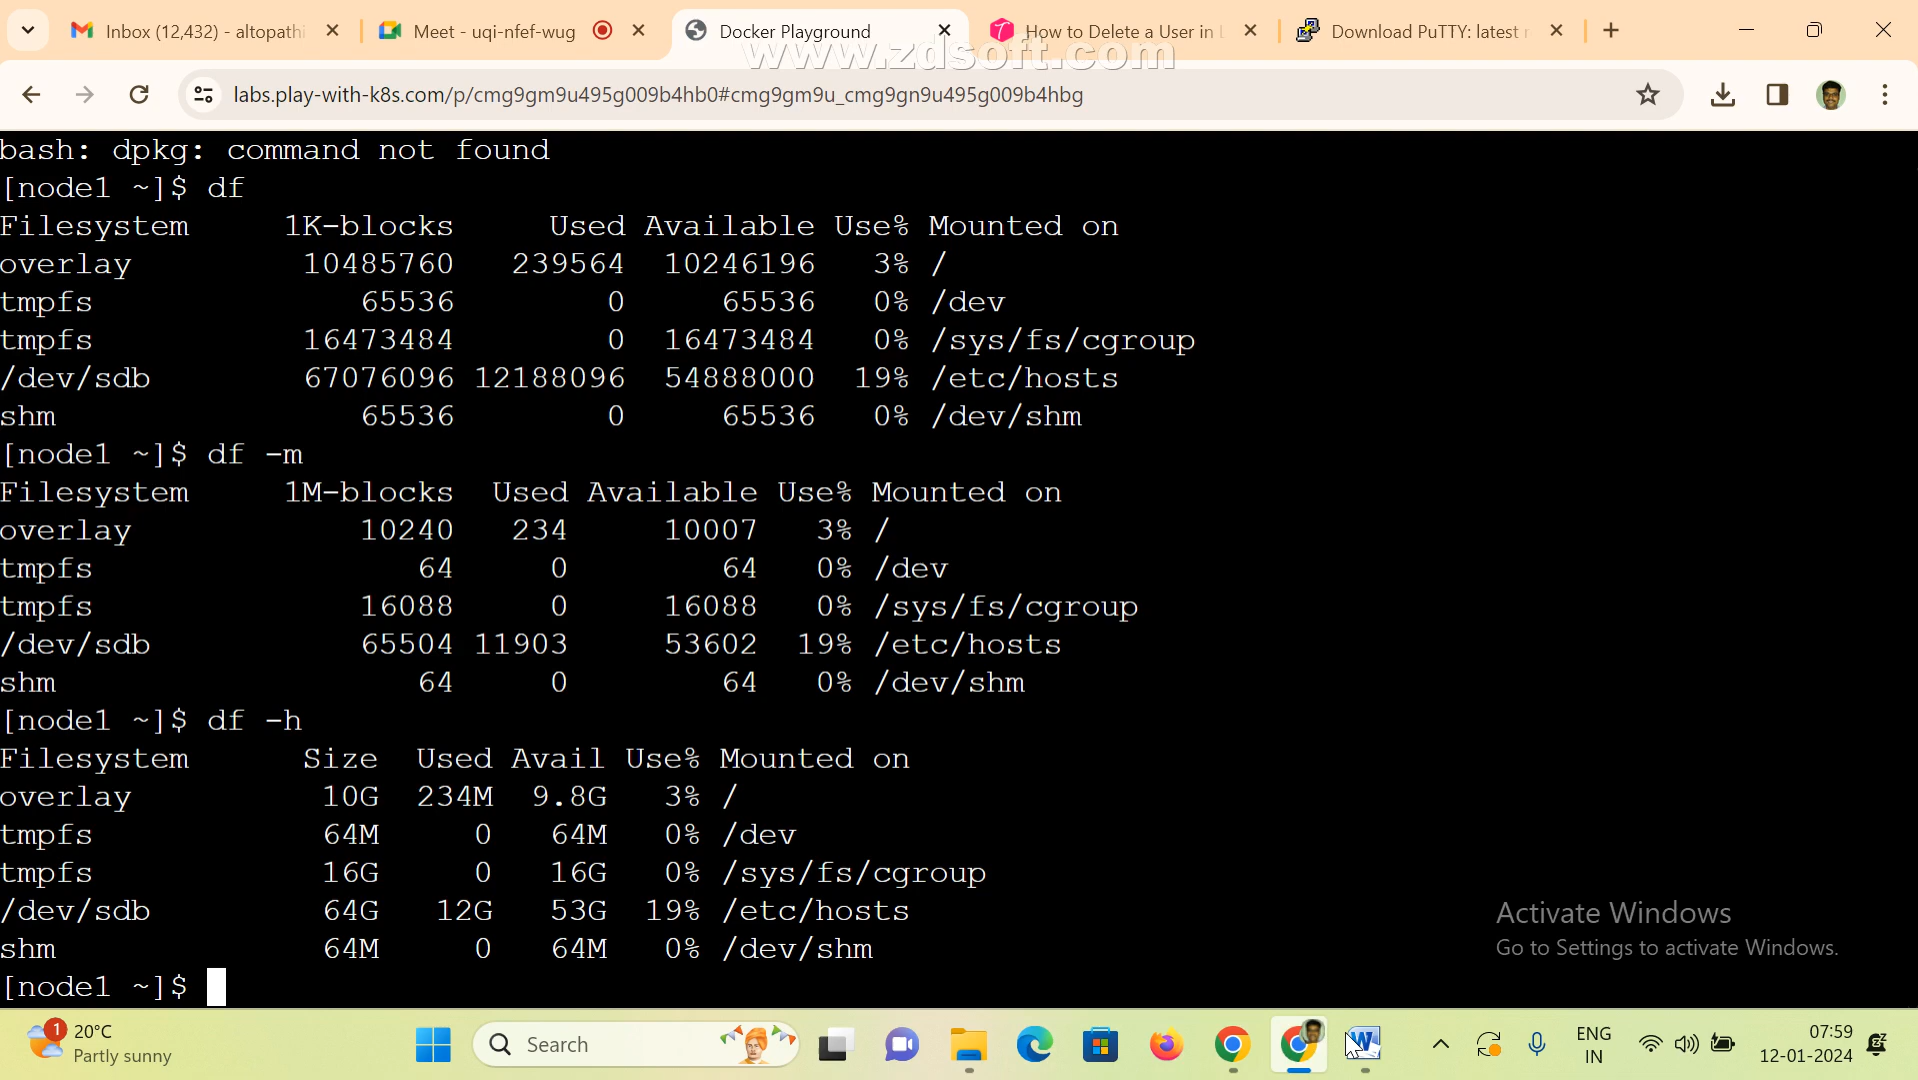 Inbox (12,432) - altopathi
Meet - uqi-nfef-wug
Docker Playground
How to Delete a User in L
Download PuTTY: latest r
www.zdsoft.com
labs.play-with-k8s.com/p/cmg9gm9u495g009b4hb0#cmg9gm9u_cmg9gn9u495g009b4hbg
bash: dpkg: command not found
[node1 ~]$ df
Filesystem 1K-blocks Used Available Use% Mounted on
overlay 10485760 239564 10246196 3% /
tmpfs 65536 0 65536 0% /dev
tmpfs 16473484 0 16473484 0% /sys/fs/cgroup
/dev/sdb 67076096 12188096 54888000 19% /etc/hosts
shm 65536 0 65536 0% /dev/shm
[node1 ~]$ df -m
Filesystem 1M-blocks Used Available Use% Mounted on
overlay 10240 234 10007 3% /
tmpfs 64 0 64 0% /dev
tmpfs 16088 0 16088 0% /sys/fs/cgroup
/dev/sdb 65504 11903 53602 19% /etc/hosts
shm 64 0 64 0% /dev/shm
[node1 ~]$ df -h
Filesystem Size Used Avail Use% Mounted on
overlay 10G 234M 9.8G 3% /
tmpfs 64M 0 64M 0% /dev
tmpfs 16G 0 16G 0% /sys/fs/cgroup
/dev/sdb 64G 12G 53G 19% /etc/hosts
shm 64M 0 64M 0% /dev/shm
[node1 ~]$
Activate Windows
Go to Settings to activate Windows.
1
20°C
Partly sunny
Search
ENG
IN
07:59
12-01-2024